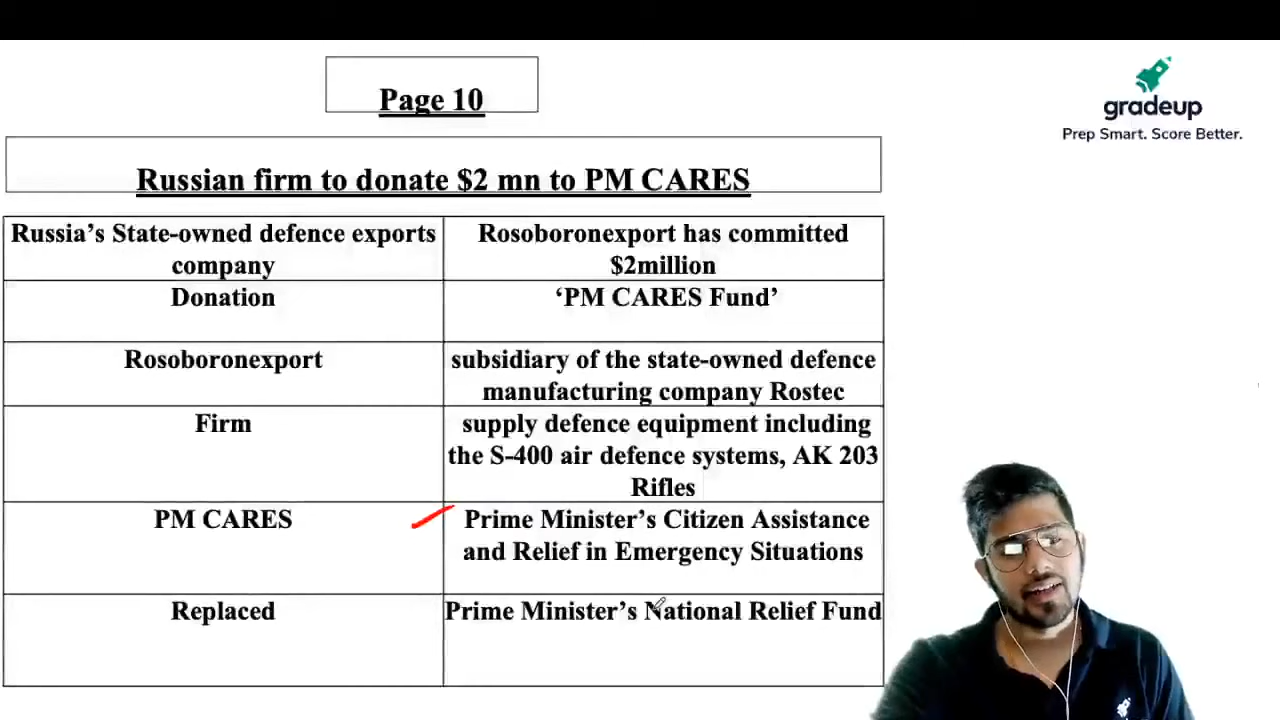 Page 10
gradeup
Prep Smart. Score Better.
Russian firm to donate $2 mn to PM CARES
Russia’s State-owned defence exports
company
Rosoboronexport has committed
$2million
Donation
‘PM CARES Fund’
Rosoboronexport
subsidiary of the state-owned defence
manufacturing company Rostec
Firm
supply defence equipment including
the S-400 air defence systems, AK 203
Rifles
PM CARES
Prime Minister’s Citizen Assistance
and Relief in Emergency Situations
Replaced
Prime Minister’s National Relief Fund